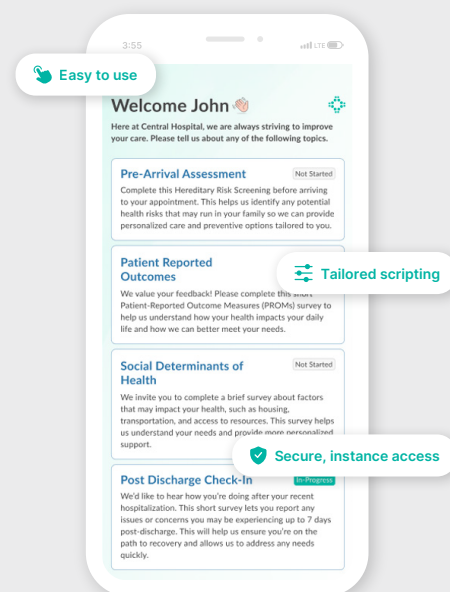 3:55
LTE
Easy to use
Welcome John
Here at Central Hospital, we are always striving to improve
your care. Please tell us about any of the following topics.
Pre-Arrival Assessment
Not Started
Complete this Hereditary Risk Screening before arriving
to your appointment. This helps us identify any potential
health risks that may run in your family so we can provide
personalized care and preventive options tailored to you.
Patient Reported
Outcomes
Tailored scripting
We value your feedback! Please complete this short
Patient-Reported Outcome Measures (PROMs) survey to
help us understand how your health impacts your daily
life and how we can better meet your needs.
Social Determinants of
Health
Not Started
We invite you to complete a brief survey about factors
that may impact your health, such as housing,
transportation, and access to resources. This survey helps
us understand your needs and provide more personalized
support.
Secure, instance access
Post Discharge Check-In
In-Progress
We'd like to hear how you're doing after your recent
hospitalization. This short survey lets you report any
issues or concerns you may be experiencing up to 7 days
post-discharge. This will help us ensure you're on the
path to recovery and allows us to address any needs
quickly.